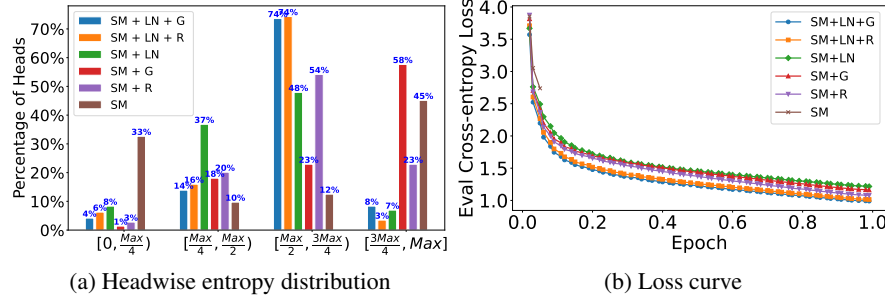 70%
60%
50%
40%
30%
20%
10%
0%
Percentage of Heads
SM + LN + G
SM + LN + R
SM + LN
SM + G
SM + R
SM
4%
6%
8%
1%
3%
33%
14%
16%
37%
18%
20%
10%
74%
74%
48%
23%
54%
12%
8%
3%
7%
58%
23%
45%
[0, Max/4)
[Max/4, Max/2)
[Max/2, 3Max/4)
[3Max/4, Max]
(a) Headwise entropy distribution
4.0
3.5
3.0
2.5
2.0
1.5
1.0
Eval Cross-entropy Loss
SM+LN+G
SM+LN+R
SM+LN
SM+G
SM+R
SM
0.0
0.2
0.4
0.6
0.8
1.0
Epoch
(b) Loss curve